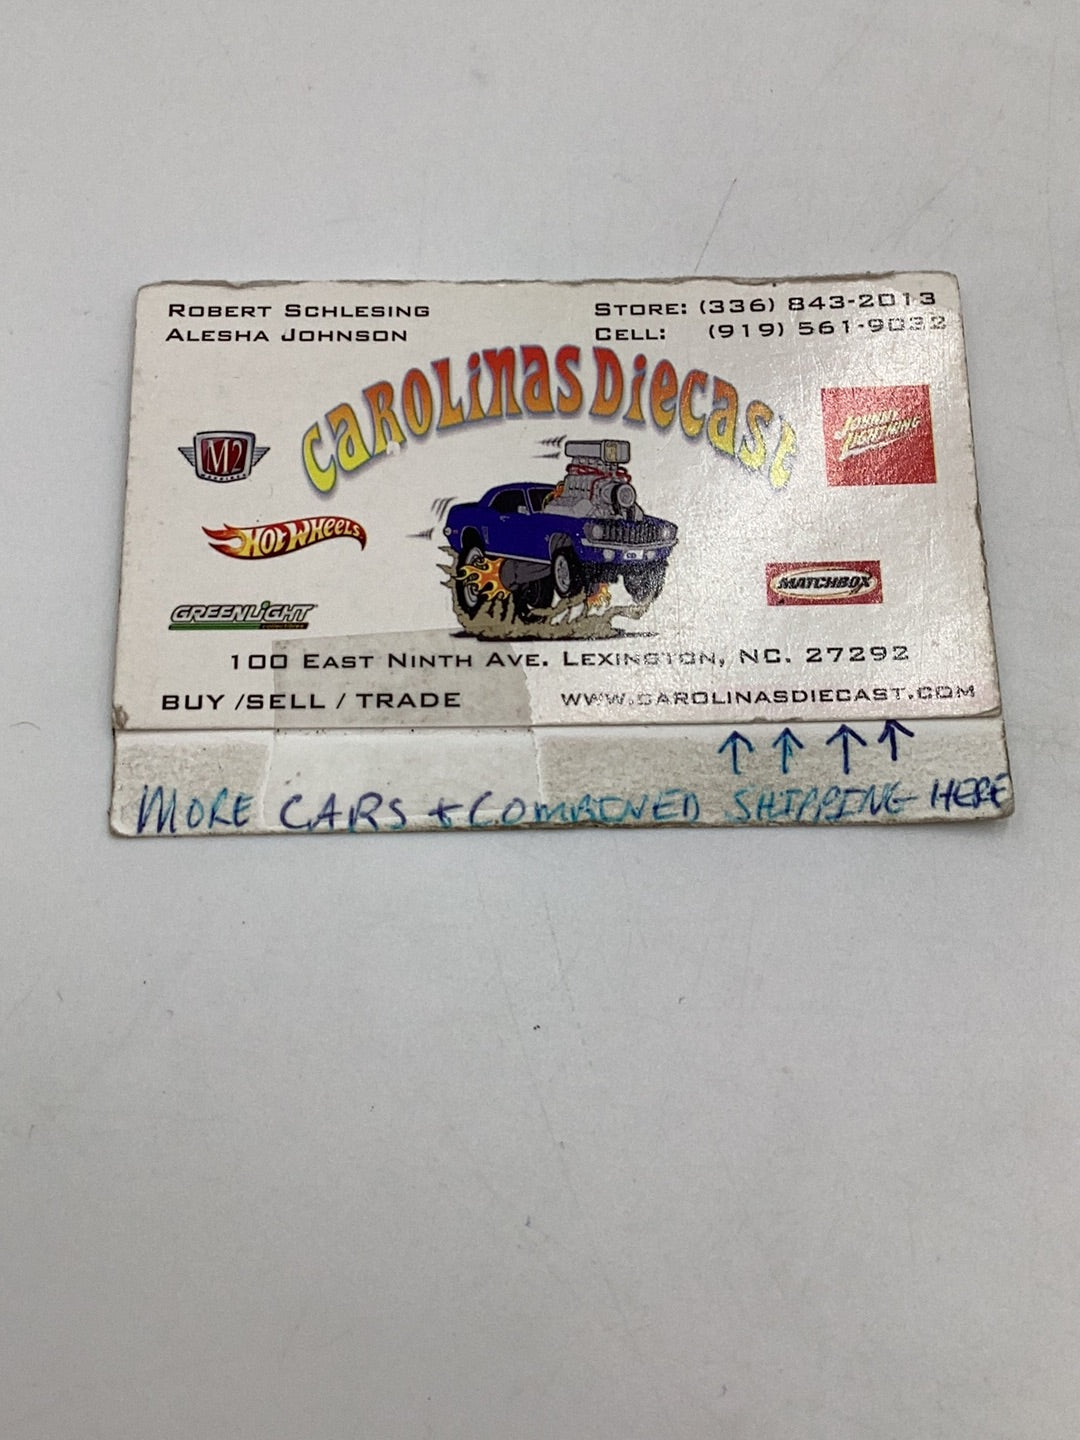 ROBERT SCHLESING
ALESHA JOHNSON
STORE: (336) 843-2013
CELL: (919) 561-9032
CAROLINAS DIECAST
M2
JOHNNY LIGHTNING
HOT WHEELS
MATCHBOX
GREENLIGHT
collectibles
100 EAST NINTH AVE. LEXINGTON, NC. 27292
BUY /SELL / TRADE
WWW.CAROLINASDIECAST.COM
MORE CARS + COMBINED SHIPPING HERE